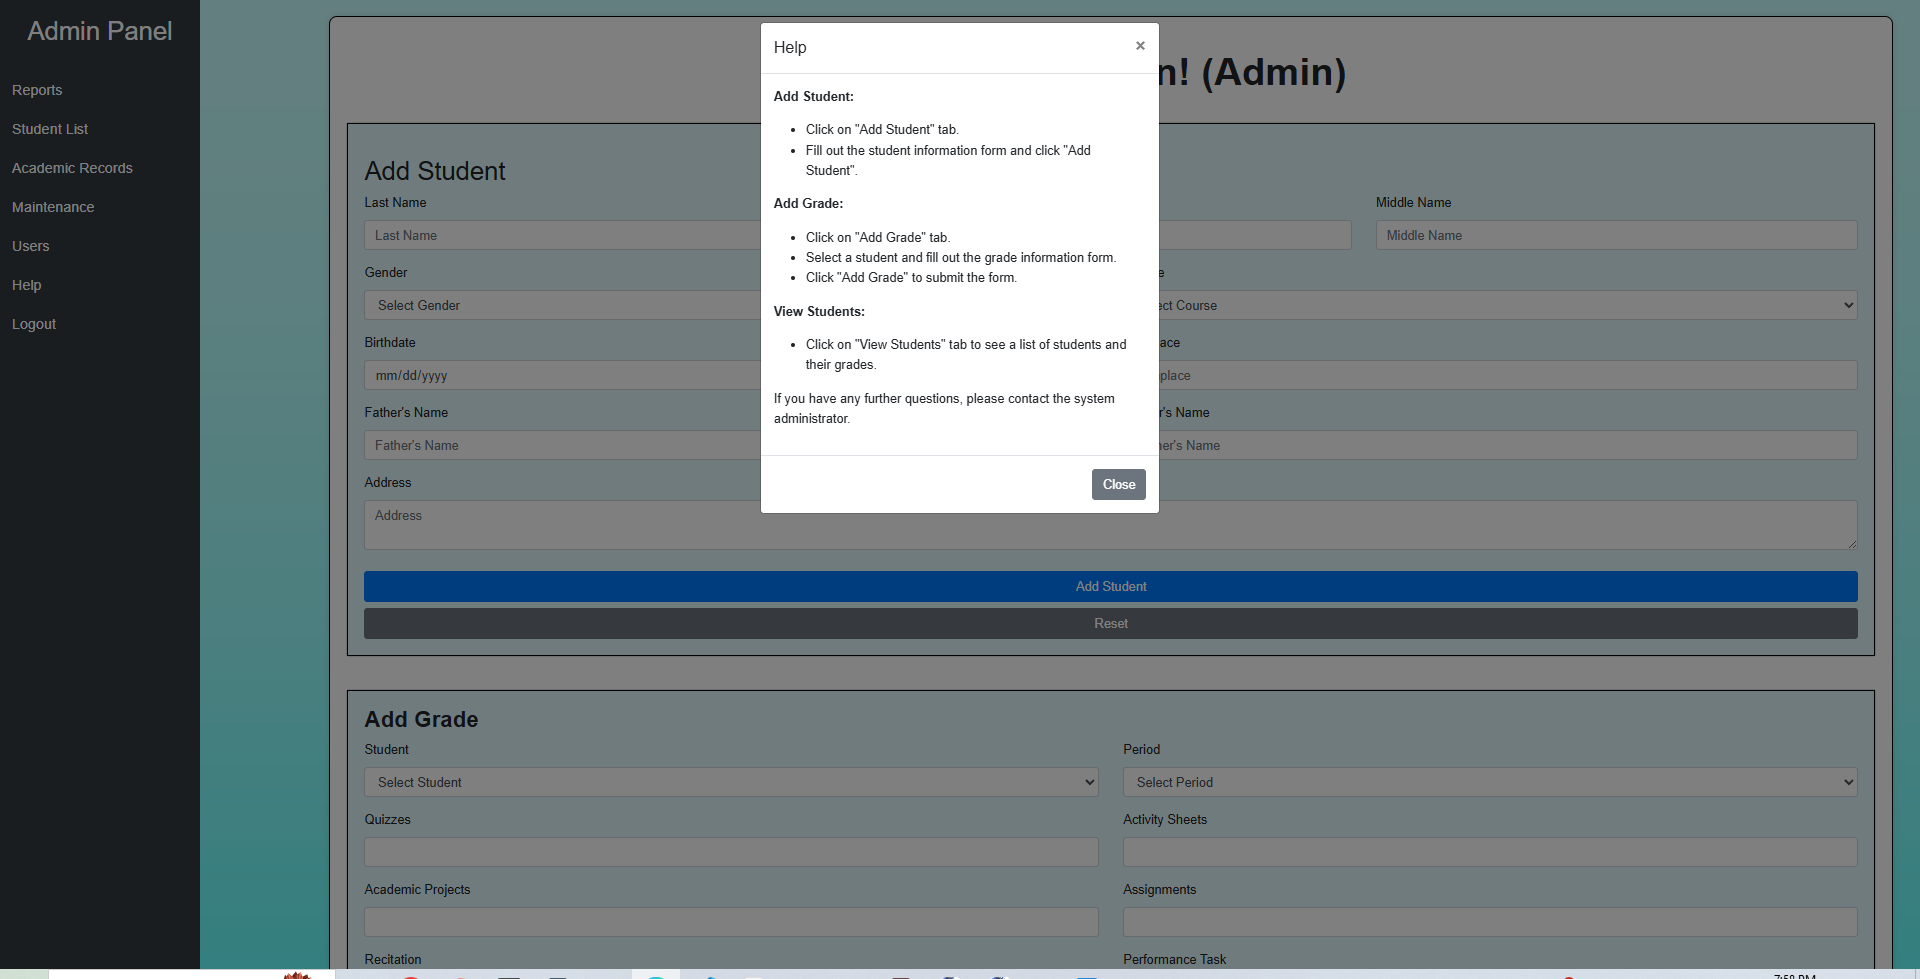 Admin Panel
Reports
Student List
Academic Records
Maintenance
Users
Help
Logout
Help
×
Add Student:
Click on "Add Student" tab.
Fill out the student information form and click "Add
Student".
Add Grade:
Click on "Add Grade" tab.
Select a student and fill out the grade information form.
Click "Add Grade" to submit the form.
View Students:
Click on "View Students" tab to see a list of students and
their grades.
If you have any further questions, please contact the system
administrator.
Close
(Admin)
Add Student
Last Name
Last Name
Middle Name
Middle Name
Gender
Select Gender
Course
Birthdate
mm/dd/yyyy
Father's Name
Name
Father's Name
Name
Address
Address
Add Student
Reset
Add Grade
Student
Period
Select Student
Select Period
Quizzes
Activity Sheets
Academic Projects
Assignments
Recitation
Performance Task